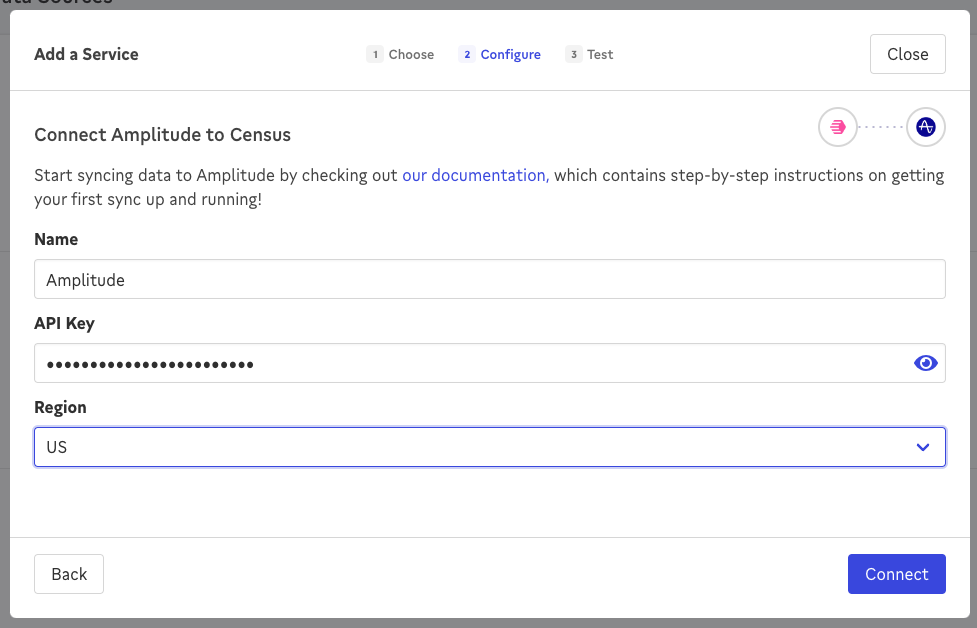 Data Sources
Add a Service
1 Choose
2 Configure
3 Test
Close
Connect Amplitude to Census
Start syncing data to Amplitude by checking out our documentation, which contains step-by-step instructions on getting
your first sync up and running!
Name
Amplitude
API Key
••••••••••••••••••••••••
Region
US
Back
Connect